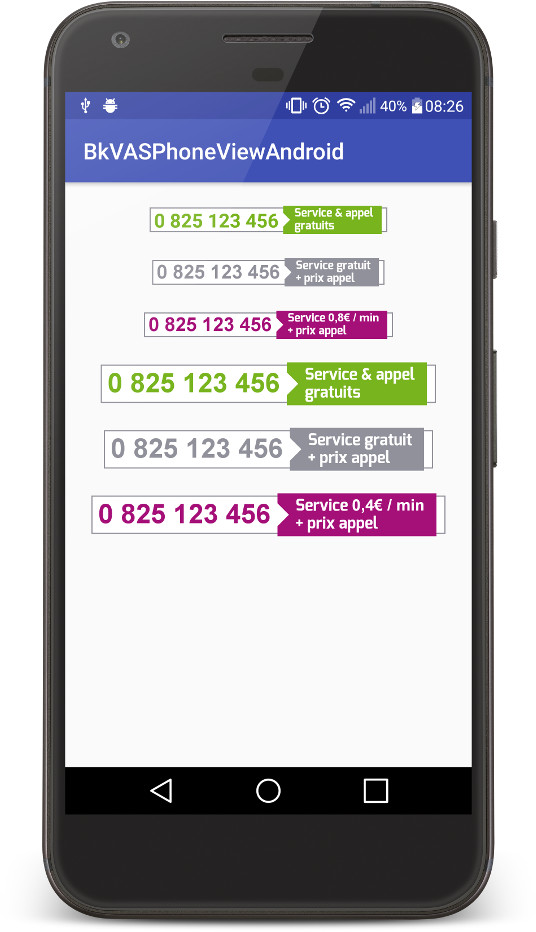 40% 08:26
BkVASPhoneViewAndroid
0 825 123 456 Service & appel
gratuits
0 825 123 456 Service gratuit
+ prix appel
0 825 123 456 Service 0,8€ / min
+ prix appel
0 825 123 456 Service & appel
gratuits
0 825 123 456 Service gratuit
+ prix appel
0 825 123 456 Service 0,4€ / min
+ prix appel